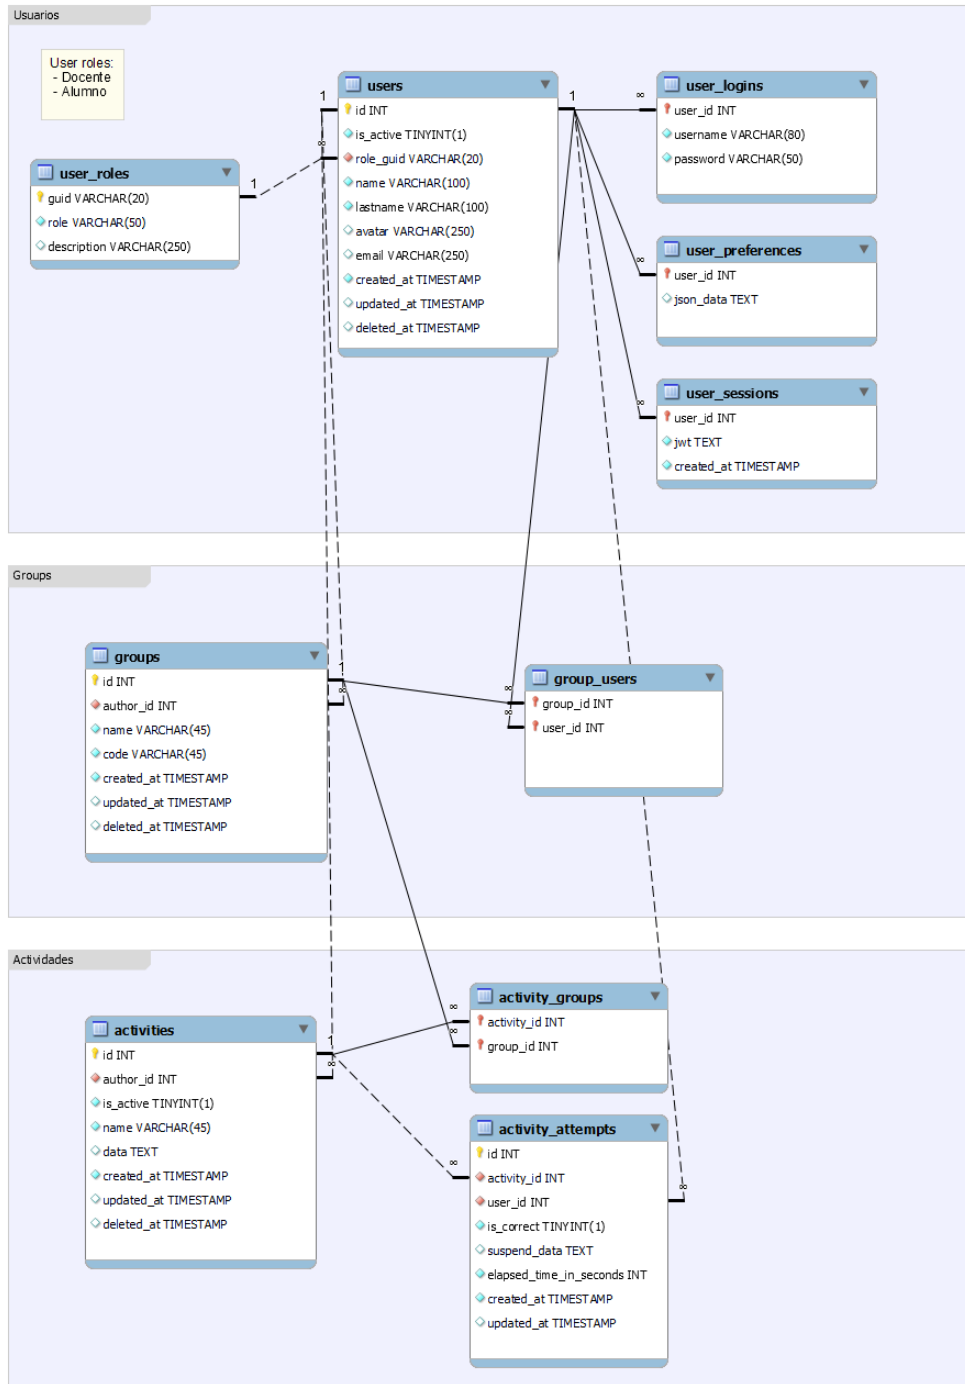 Usuarios
User roles:
- Docente
- Alumno
users
id INT
is_active TINYINT(1)
role_guid VARCHAR(20)
name VARCHAR(100)
lastname VARCHAR(100)
avatar VARCHAR(250)
email VARCHAR(250)
created_at TIMESTAMP
updated_at TIMESTAMP
deleted_at TIMESTAMP
user_logins
user_id INT
username VARCHAR(80)
password VARCHAR(50)
user_roles
guid VARCHAR(20)
role VARCHAR(50)
description VARCHAR(250)
user_preferences
user_id INT
json_data TEXT
user_sessions
user_id INT
jwt TEXT
created_at TIMESTAMP
1
∞
1
1
∞
∞
∞
Groups
groups
id INT
author_id INT
name VARCHAR(45)
code VARCHAR(45)
created_at TIMESTAMP
updated_at TIMESTAMP
deleted_at TIMESTAMP
1
∞
∞
∞
group_users
group_id INT
user_id INT
Actividades
activities
id INT
author_id INT
is_active TINYINT(1)
name VARCHAR(45)
data TEXT
created_at TIMESTAMP
updated_at TIMESTAMP
deleted_at TIMESTAMP
1
∞
∞
∞
activity_groups
activity_id INT
group_id INT
∞
∞
activity_attempts
id INT
activity_id INT
user_id INT
is_correct TINYINT(1)
suspend_data TEXT
elapsed_time_in_seconds INT
created_at TIMESTAMP
updated_at TIMESTAMP